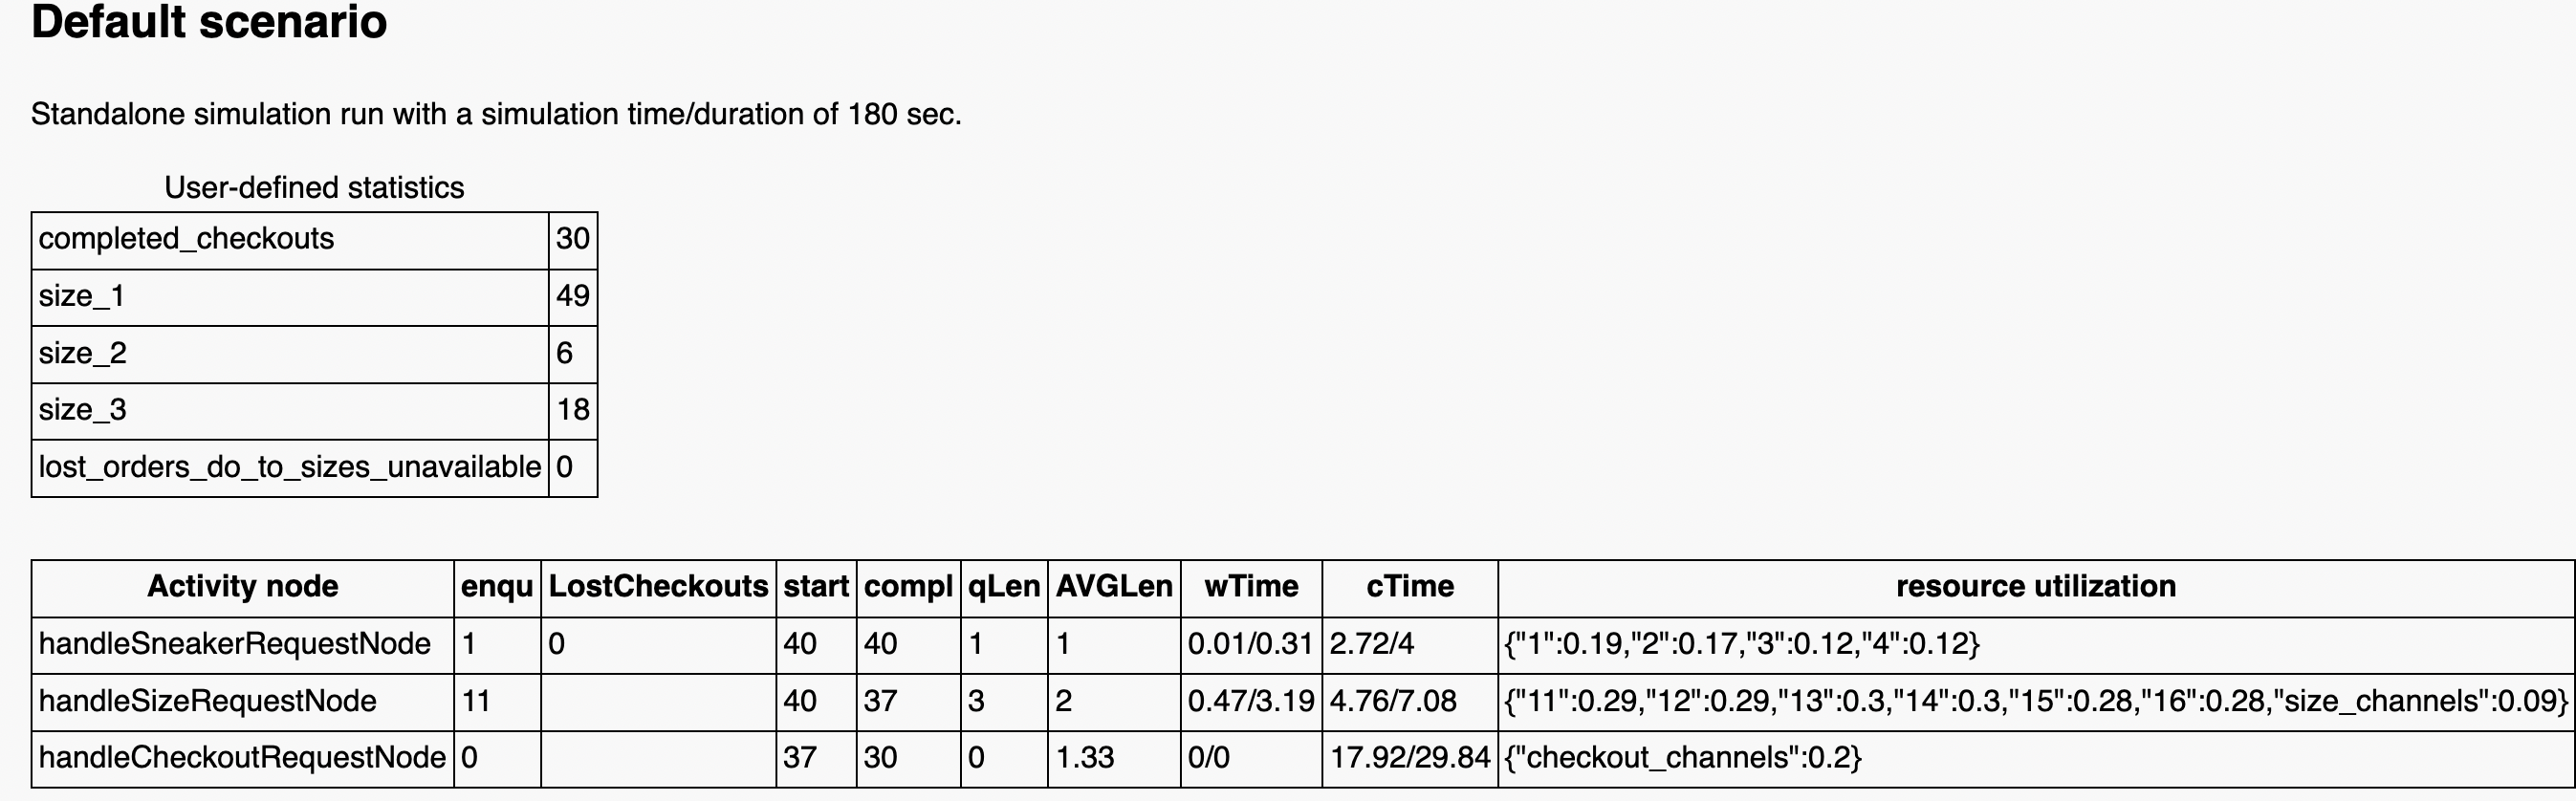 Default scenario
Standalone simulation run with a simulation time/duration of 180 sec.
User-defined statistics
completed_checkouts 30
size_1 49
size_2 6
size_3 18
lost_orders_do_to_sizes_unavailable 0
Activity node enqu LostCheckouts start compl qLen AVGLen wTime cTime resource utilization
handleSneakerRequestNode 1 0 40 40 1 1 0.01/0.31 2.72/4 {"1":0.19,"2":0.17,"3":0.12,"4":0.12}
handleSizeRequestNode 11 40 37 3 2 0.47/3.19 4.76/7.08 {"11":0.29,"12":0.29,"13":0.3,"14":0.3,"15":0.28,"16":0.28,"size_channels":0.09}
handleCheckoutRequestNode 0 37 30 0 1.33 0/0 17.92/29.84 {"checkout_channels":0.2}